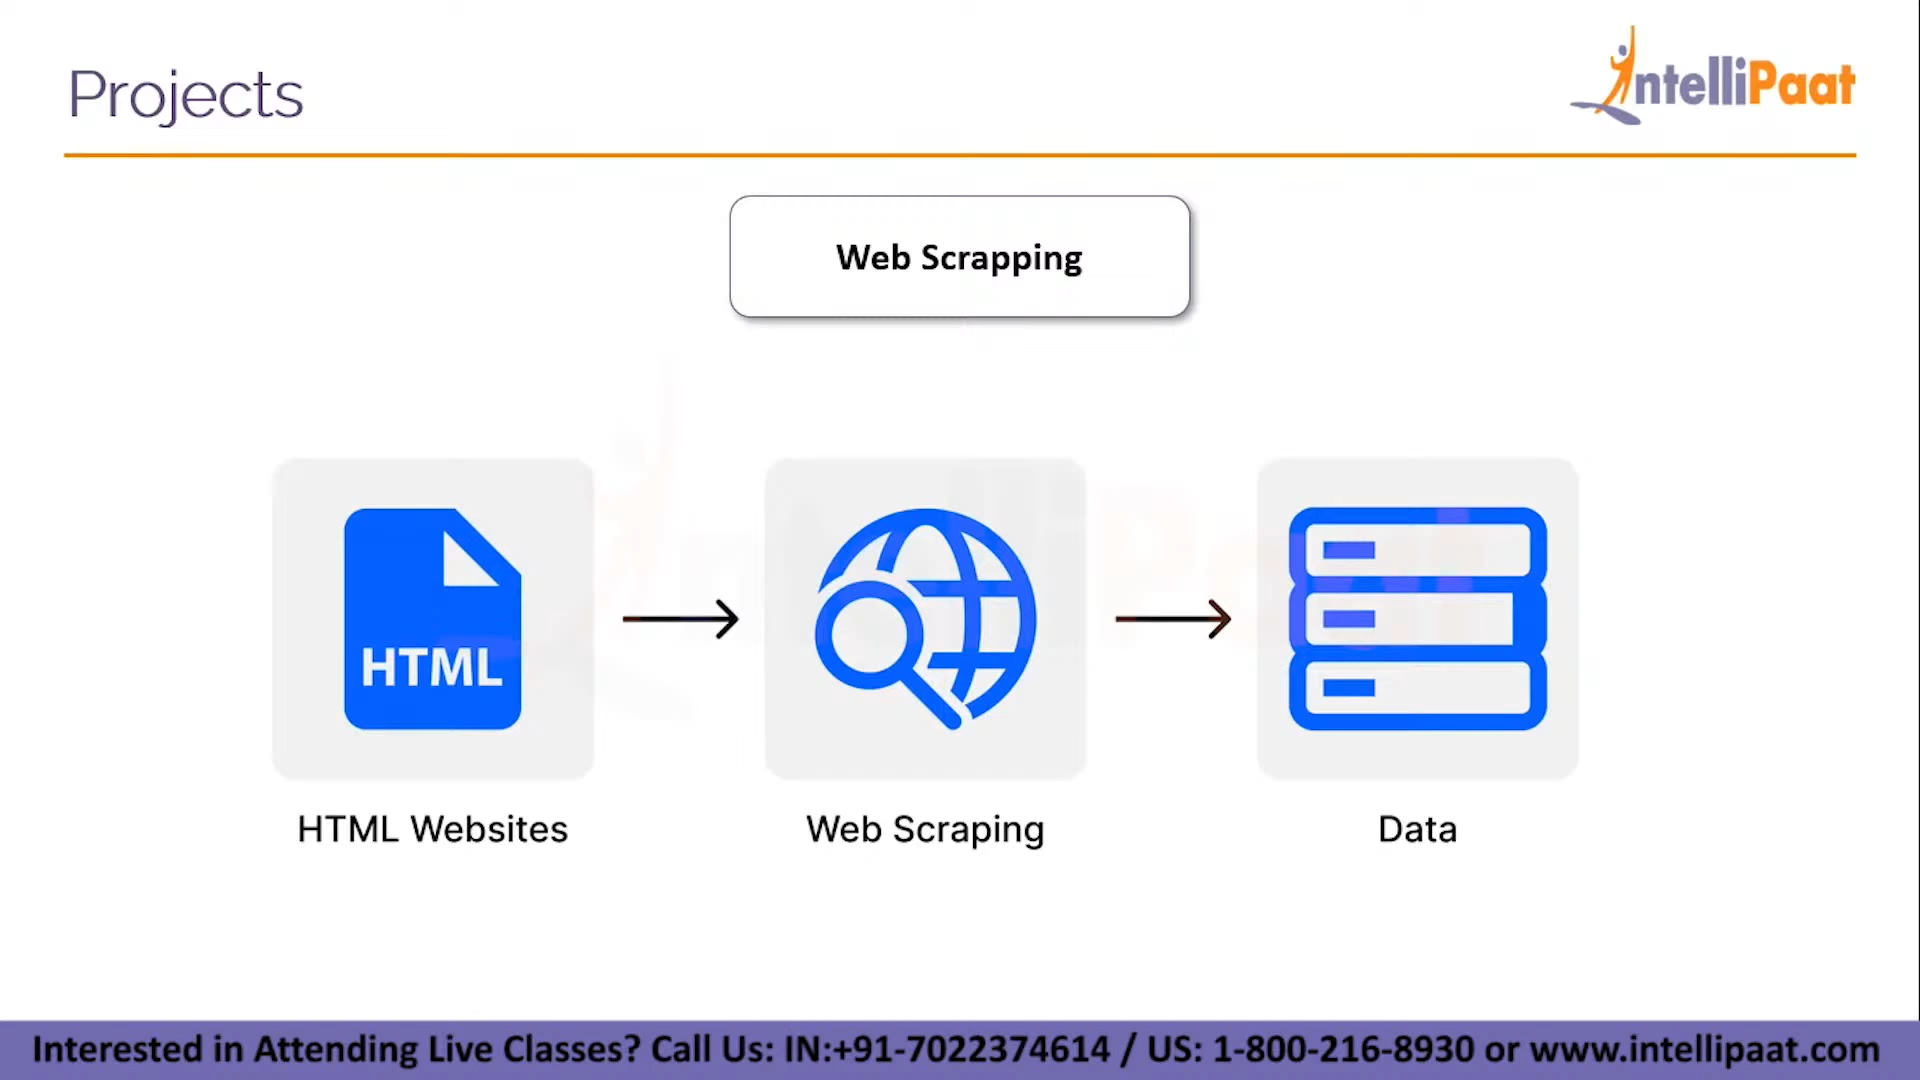 Projects
IntelliPaat
Web Scrapping
HTML
HTML Websites
Web Scraping
Data
Interested in Attending Live Classes? Call Us: IN:+91-7022374614 / US: 1-800-216-8930 or www.intellipaat.com